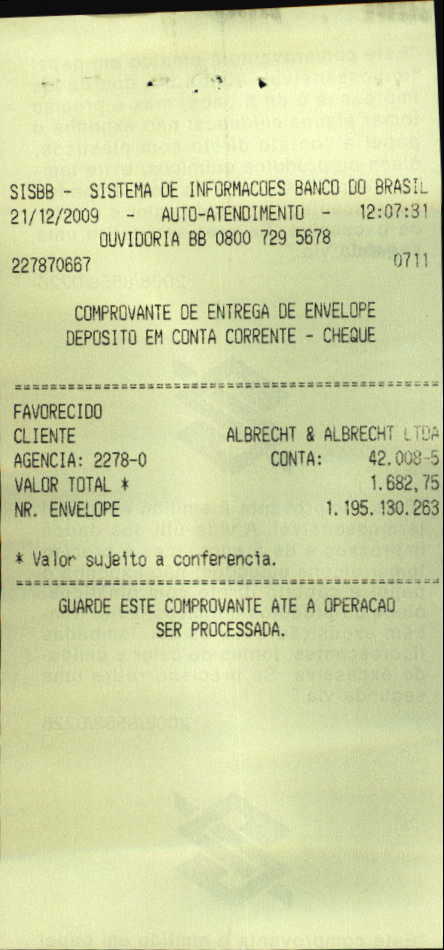 SISBB - SISTEMA DE INFORMACOES BANCO DO BRASIL
21/12/2009 - AUTO-ATENDIMENTO - 12:07:31
OUVIDORIA BB 0800 729 5678
227870667 0711
COMPROVANTE DE ENTREGA DE ENVELOPE
DEPOSITO EM CONTA CORRENTE - CHEQUE
================================================
FAVORECIDO
CLIENTE ALBRECHT & ALBRECHT LTDA
AGENCIA: 2278-0 CONTA: 42.008-5
VALOR TOTAL * 1.682,75
NR. ENVELOPE 1.195.130.263
* Valor sujeito a conferencia.
================================================
GUARDE ESTE COMPROVANTE ATE A OPERACAO
SER PROCESSADA.